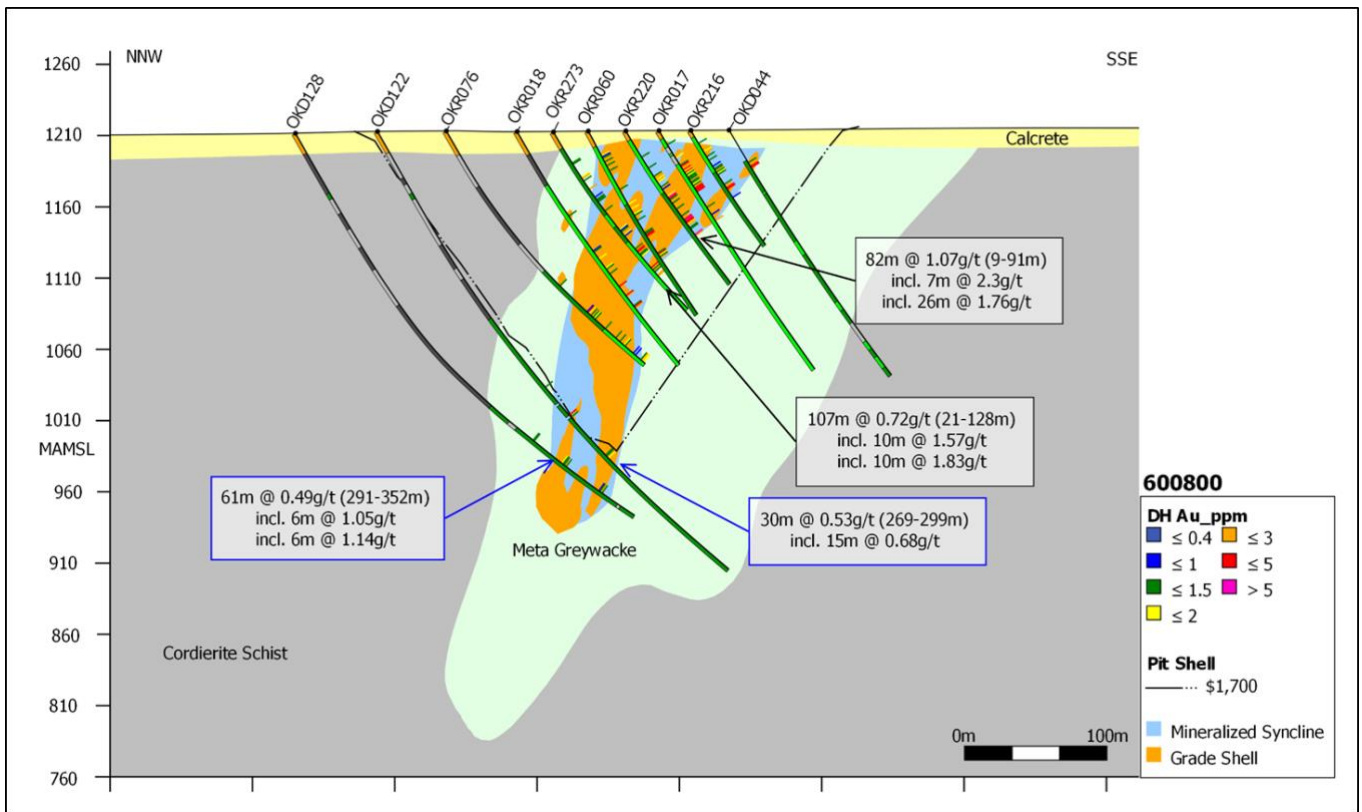 NNW
SSE
OKD128
OKD122
OKR076
OKR018
OKR273
OKR060
OKR220
OKR017
OKR216
OKD044
1260
1210
1160
1110
1060
1010
MAMSL
960
910
860
810
760
Calcrete
82m @ 1.07g/t (9-91m)
incl. 7m @ 2.3g/t
incl. 26m @ 1.76g/t
107m @ 0.72g/t (21-128m)
incl. 10m @ 1.57g/t
incl. 10m @ 1.83g/t
61m @ 0.49g/t (291-352m)
incl. 6m @ 1.05g/t
incl. 6m @ 1.14g/t
30m @ 0.53g/t (269-299m)
incl. 15m @ 0.68g/t
Meta Greywacke
Cordierite Schist
0m 100m
600800
DH Au_ppm
≤ 0.4 ≤ 3
≤ 1 ≤ 5
≤ 1.5 > 5
≤ 2
Pit Shell
$1,700
Mineralized Syncline
Grade Shell